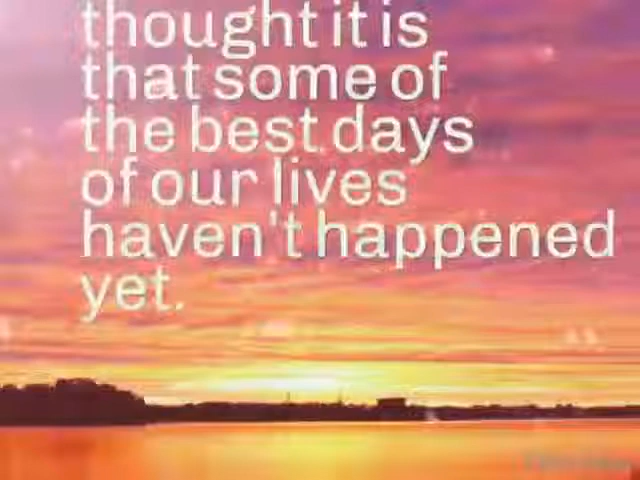 thought it is
that some of
the best days
of our lives
haven't happened
yet.